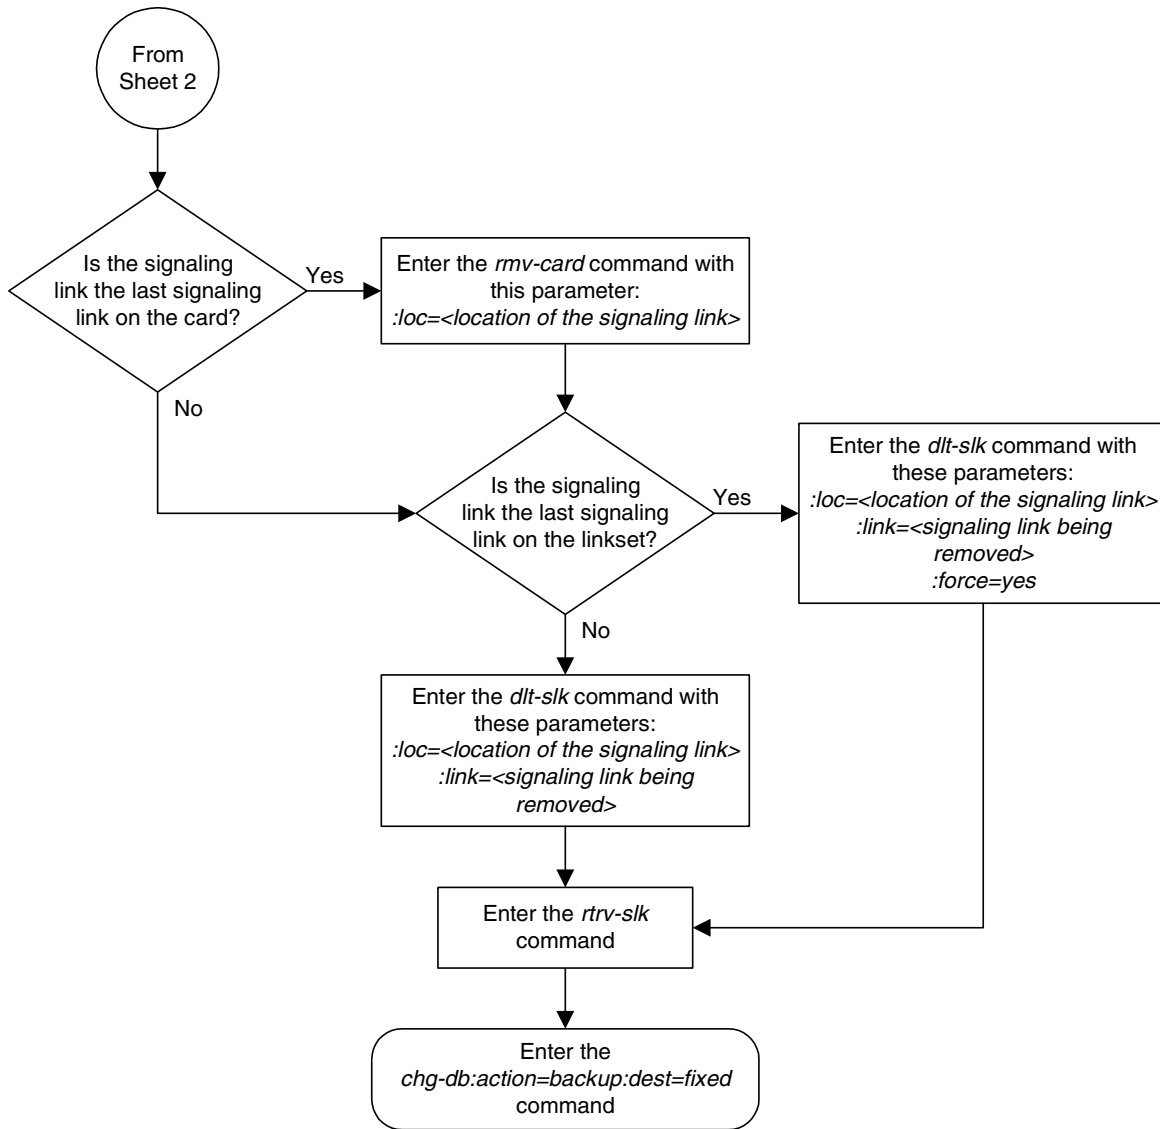 From
Sheet 2
Is the signaling
link the last signaling
link on the card?
Yes
Enter the rmv-card command with
this parameter:
:loc=<location of the signaling link>
No
Is the signaling
link the last signaling
link on the linkset?
Yes
Enter the dlt-slk command with
these parameters:
:loc=<location of the signaling link>
:link=<signaling link being
removed>
:force=yes
No
Enter the dlt-slk command with
these parameters:
:loc=<location of the signaling link>
:link=<signaling link being
removed>
Enter the rtrv-slk
command
Enter the
chg-db:action=backup:dest=fixed
command